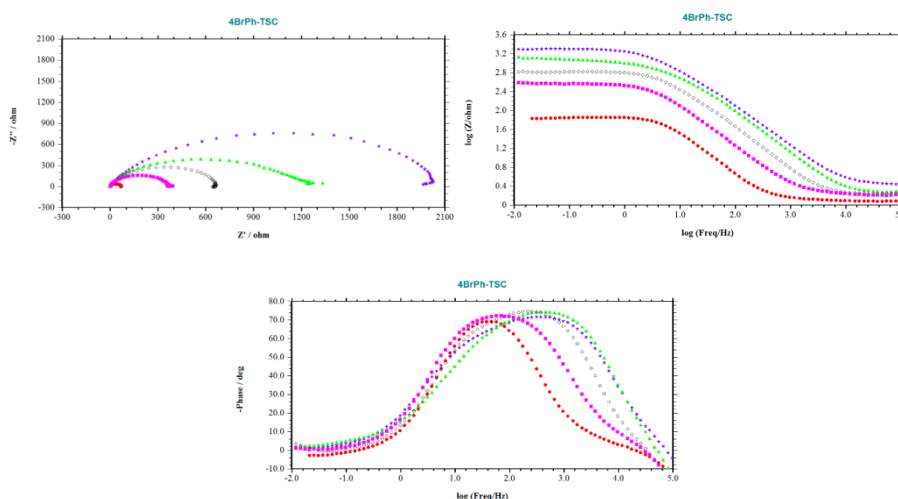 4BrPh-TSC
2100
1800
1500
1200
900
600
300
0
-300
-Z'' / ohm
-300 0 300 600 900 1200 1500 1800 2100
Z' / ohm
4BrPh-TSC
3.6
3.2
2.8
2.4
2.0
1.6
1.2
0.8
0.4
0
log (Z/ohm)
-2.0 -1.0 0 1.0 2.0 3.0 4.0 5.0
log (Freq/Hz)
4BrPh-TSC
80.0
70.0
60.0
50.0
40.0
30.0
20.0
10.0
0
-10.0
-Phase / deg
-2.0 -1.0 0 1.0 2.0 3.0 4.0 5.0
log (Freq/Hz)